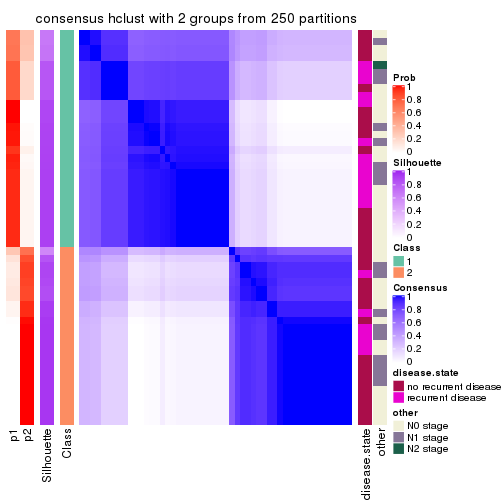 consensus hclust with 2 groups from 250 partitions
Prob
1
0.8
0.6
0.4
0.2
0
Silhouette
1
0.8
0.6
0.4
0.2
0
Class
1
2
Consensus
1
0.8
0.6
0.4
0.2
0
disease.state
no recurrent disease
recurrent disease
other
N0 stage
N1 stage
N2 stage
p1
p2
Silhouette
Class
disease.state
other